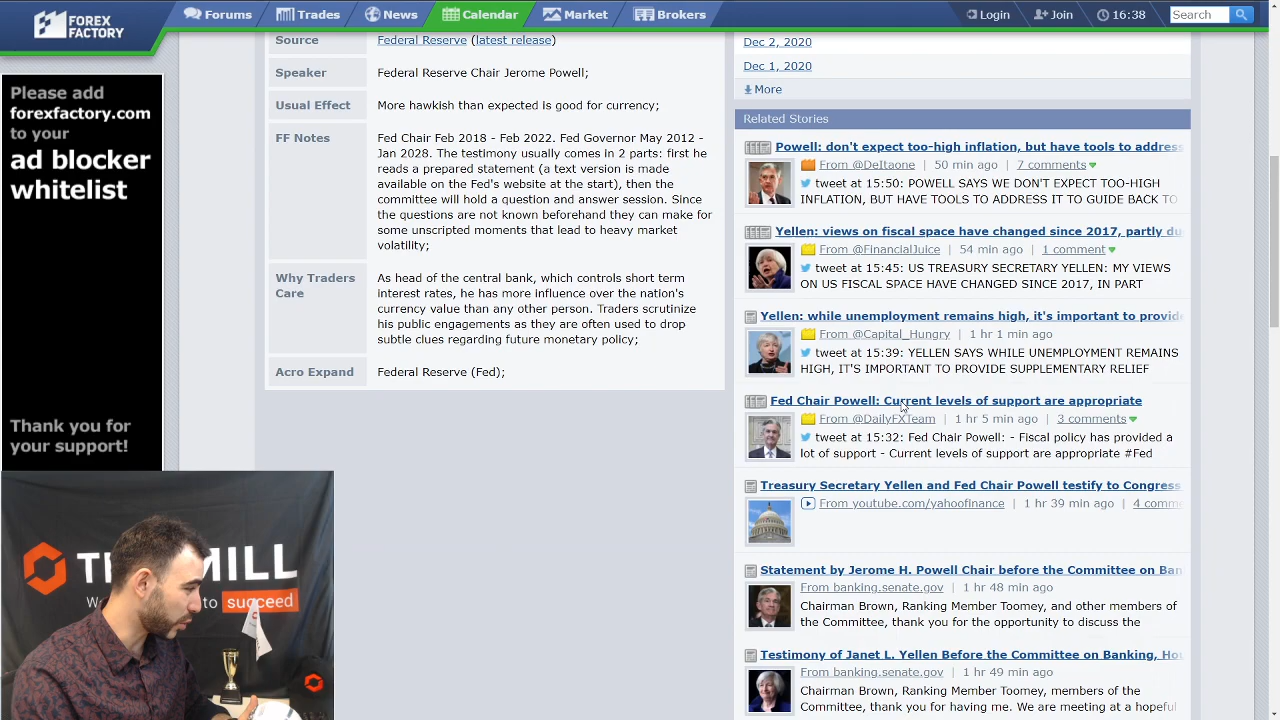 FOREX
FACTORY
Forums
Trades
News
Calendar
Market
Brokers
Login
Join
16:38
Search
Please add
forexfactory.com
to your
ad blocker
whitelist
Thank you for
your support!
Source
Federal Reserve (latest release)
Speaker
Federal Reserve Chair Jerome Powell;
Usual Effect
More hawkish than expected is good for currency;
FF Notes
Fed Chair Feb 2018 - Feb 2022. Fed Governor May 2012 -
Jan 2028. The testimony usually comes in 2 parts: first he
reads a prepared statement (a text version is made
available on the Fed's website at the start), then the
committee will hold a question and answer session. Since
the questions are not known beforehand they can make for
some unscripted moments that lead to heavy market
volatility;
Why Traders
Care
As head of the central bank, which controls short term
interest rates, he has more influence over the nation's
currency value than any other person. Traders scrutinize
his public engagements as they are often used to drop
subtle clues regarding future monetary policy;
Acro Expand
Federal Reserve (Fed);
Dec 2, 2020
Dec 1, 2020
More
Related Stories
Powell: don't expect too-high inflation, but have tools to address
From @DeItaone | 50 min ago | 7 comments
tweet at 15:50: POWELL SAYS WE DON'T EXPECT TOO-HIGH
INFLATION, BUT HAVE TOOLS TO ADDRESS IT TO GUIDE BACK TO
Yellen: views on fiscal space have changed since 2017, partly du
From @FinancialJuice | 54 min ago | 1 comment
tweet at 15:45: US TREASURY SECRETARY YELLEN: MY VIEWS
ON US FISCAL SPACE HAVE CHANGED SINCE 2017, IN PART
Yellen: while unemployment remains high, it's important to provide
From @Capital_Hungry | 1 hr 1 min ago
tweet at 15:39: YELLEN SAYS WHILE UNEMPLOYMENT REMAINS
HIGH, IT'S IMPORTANT TO PROVIDE SUPPLEMENTARY RELIEF
Fed Chair Powell: Current levels of support are appropriate
From @DailyFXTeam | 1 hr 5 min ago | 3 comments
tweet at 15:32: Fed Chair Powell: - Fiscal policy has provided a
lot of support - Current levels of support are appropriate #Fed
Treasury Secretary Yellen and Fed Chair Powell testify to Congress
From youtube.com/yahoofinance | 1 hr 39 min ago | 4 comm
Statement by Jerome H. Powell Chair before the Committee on Ban
From banking.senate.gov | 1 hr 48 min ago
Chairman Brown, Ranking Member Toomey, and other members of
the Committee, thank you for the opportunity to discuss the
Testimony of Janet L. Yellen Before the Committee on Banking, Ho
From banking.senate.gov | 1 hr 49 min ago
Chairman Brown, Ranking Member Toomey, members of the
Committee, thank you for having me. We are meeting at a hopeful
MILL
to succeed